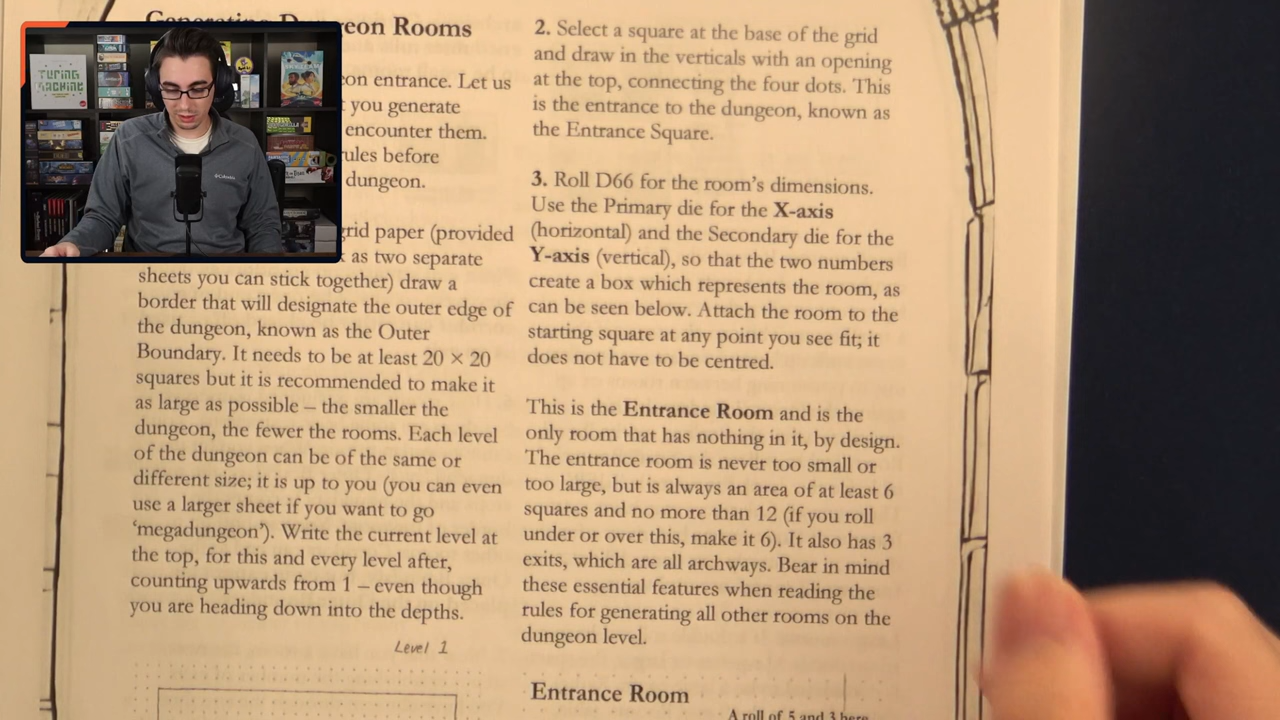 Generating Dungeon Rooms
eon entrance. Let us
you generate
encounter them.
rules before
dungeon.
grid paper (provided
as two separate
sheets you can stick together) draw a
border that will designate the outer edge of
the dungeon, known as the Outer
Boundary. It needs to be at least 20 × 20
squares but it is recommended to make it
as large as possible – the smaller the
dungeon, the fewer the rooms. Each level
of the dungeon can be of the same or
different size; it is up to you (you can even
use a larger sheet if you want to go
‘megadungeon’). Write the current level at
the top, for this and every level after,
counting upwards from 1 – even though
you are heading down into the depths.
Level 1
2. Select a square at the base of the grid
and draw in the verticals with an opening
at the top, connecting the four dots. This
is the entrance to the dungeon, known as
the Entrance Square.
3. Roll D66 for the room’s dimensions.
Use the Primary die for the X-axis
(horizontal) and the Secondary die for the
Y-axis (vertical), so that the two numbers
create a box which represents the room, as
can be seen below. Attach the room to the
starting square at any point you see fit; it
does not have to be centred.
This is the Entrance Room and is the
only room that has nothing in it, by design.
The entrance room is never too small or
too large, but is always an area of at least 6
squares and no more than 12 (if you roll
under or over this, make it 6). It also has 3
exits, which are all archways. Bear in mind
these essential features when reading the
rules for generating all other rooms on the
dungeon level.
Entrance Room
A roll of 5 and 3 here
TURING
MACHINE
Columbia